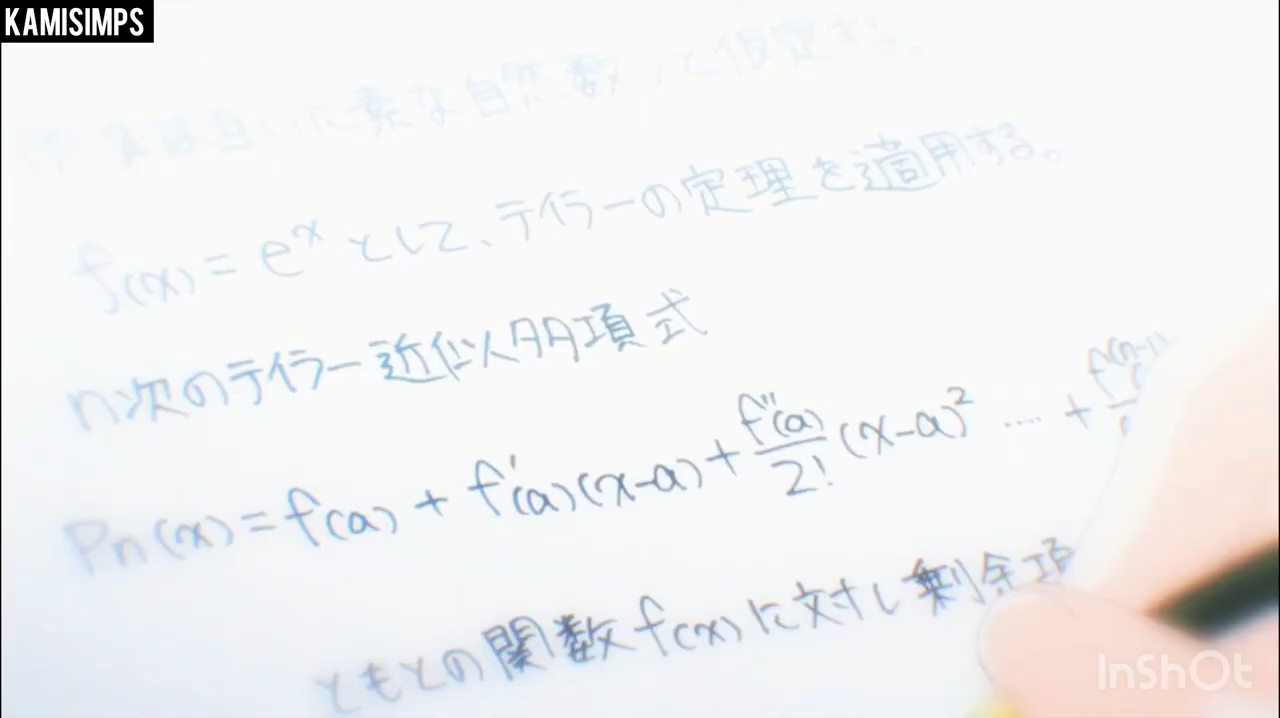 KAMISIMPS
は互いに素な自然数)と仮定する。
f(x) = e^x として、テイラーの定理を適用する。
n次のテイラー近似多項式
Pn(x) = f(a) + f'(a)(x-a) + f''(a)/2! (x-a)^2 ····· + f^(n-1)
ともとの関数f(x)に対し剰余項
InShOt